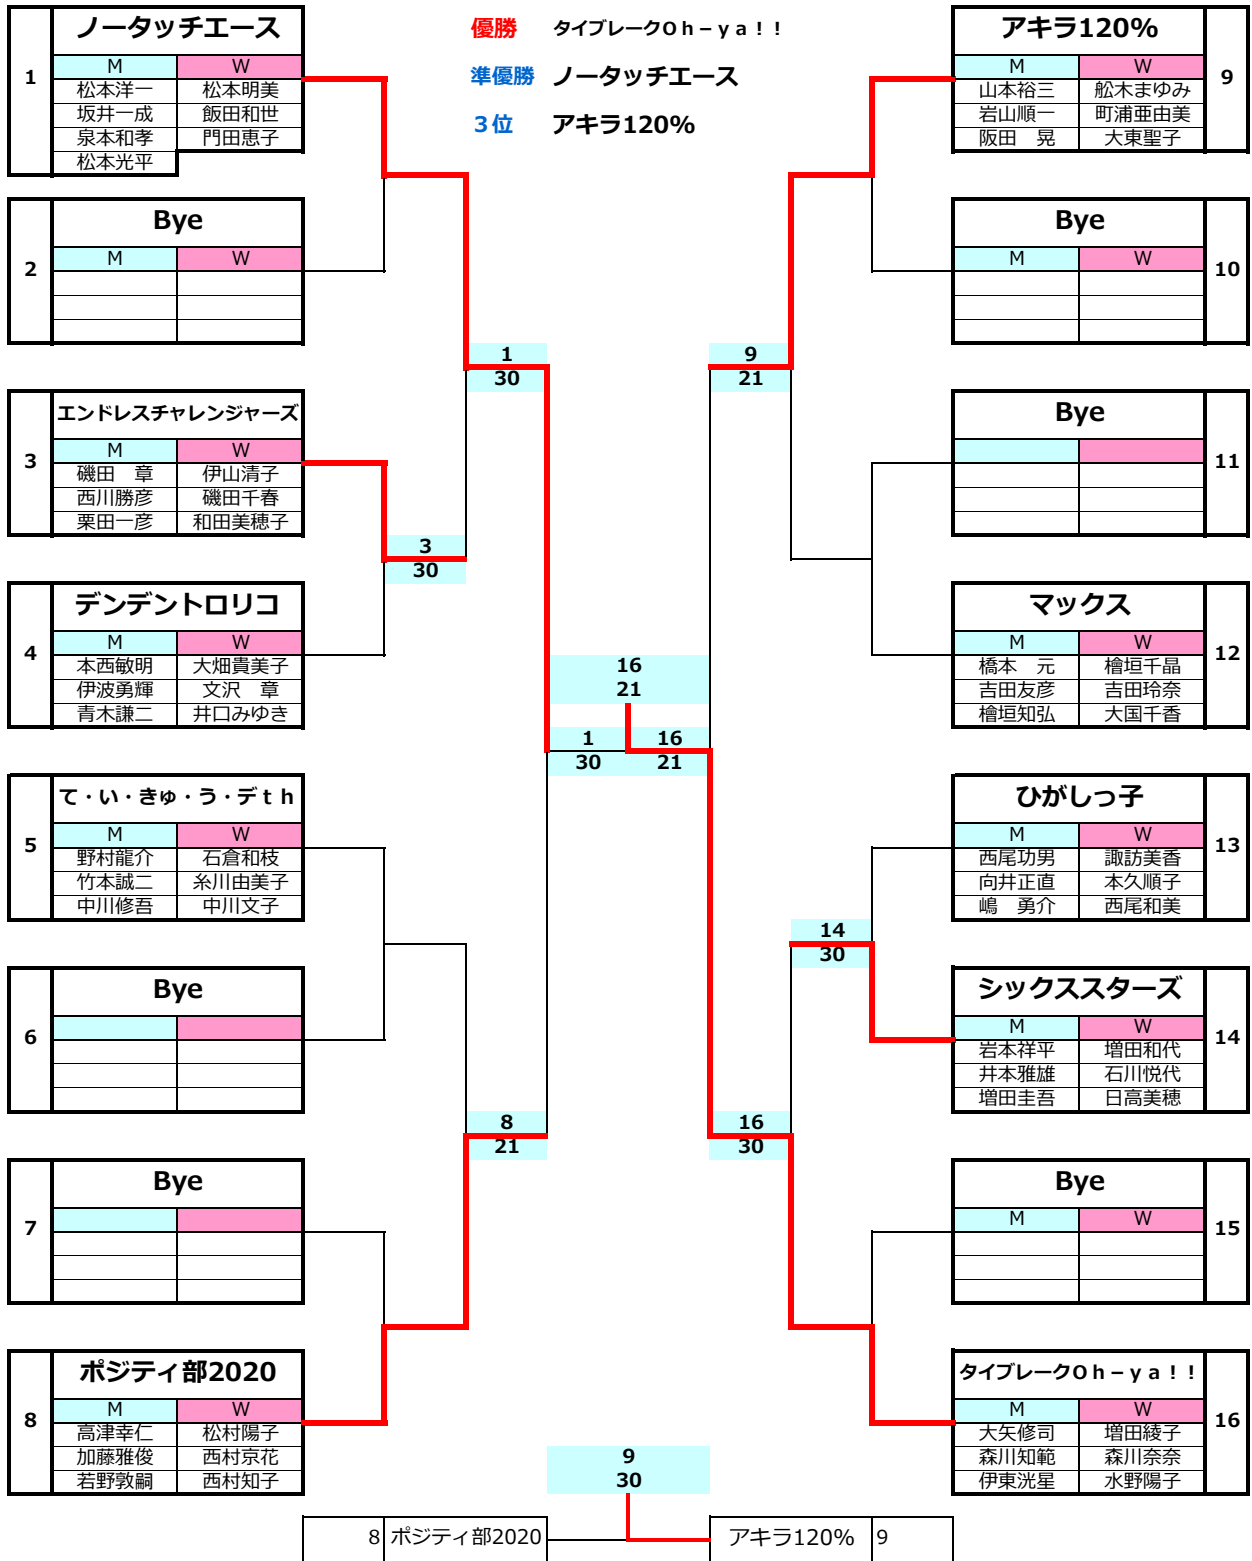 優勝 タイブレークOh－ya！！
準優勝 ノータッチエース
３位 アキラ120%
1 ノータッチエース
M W
松本洋一 松本明美
坂井一成 飯田和世
泉本和孝 門田恵子
松本光平
2 Bye
M W
3 エンドレスチャレンジャーズ
M W
磯田　章 伊山清子
西川勝彦 磯田千春
栗田一彦 和田美穂子
4 デンデントロリコ
M W
本西敏明 大畑貴美子
伊波勇輝 文沢　章
青木謙二 井口みゆき
5 て・い・きゅ・う・デｔｈ
M W
野村龍介 石倉和枝
竹本誠二 糸川由美子
中川修吾 中川文子
6 Bye
7 Bye
8 ポジティ部2020
M W
高津幸仁 松村陽子
加藤雅俊 西村京花
若野敦嗣 西村知子
1
30
3
30
8
21
1
30
16
21
16
21
9
21
14
30
16
30
アキラ120% 9
M W
山本裕三 舩木まゆみ
岩山順一 町浦亜由美
阪田　晃 大東聖子
Bye 10
M W
Bye 11
マックス 12
M W
橋本　元 檜垣千晶
吉田友彦 吉田玲奈
檜垣知弘 大国千香
ひがしっ子 13
M W
西尾功男 諏訪美香
向井正直 本久順子
嶋　勇介 西尾和美
シックススターズ 14
M W
岩本祥平 増田和代
井本雅雄 石川悦代
増田圭吾 日高美穂
Bye 15
M W
タイブレークOｈ－ｙａ！！ 16
M W
大矢修司 増田綾子
森川知範 森川奈奈
伊東洸星 水野陽子
9
30
8 ポジティ部2020 アキラ120% 9